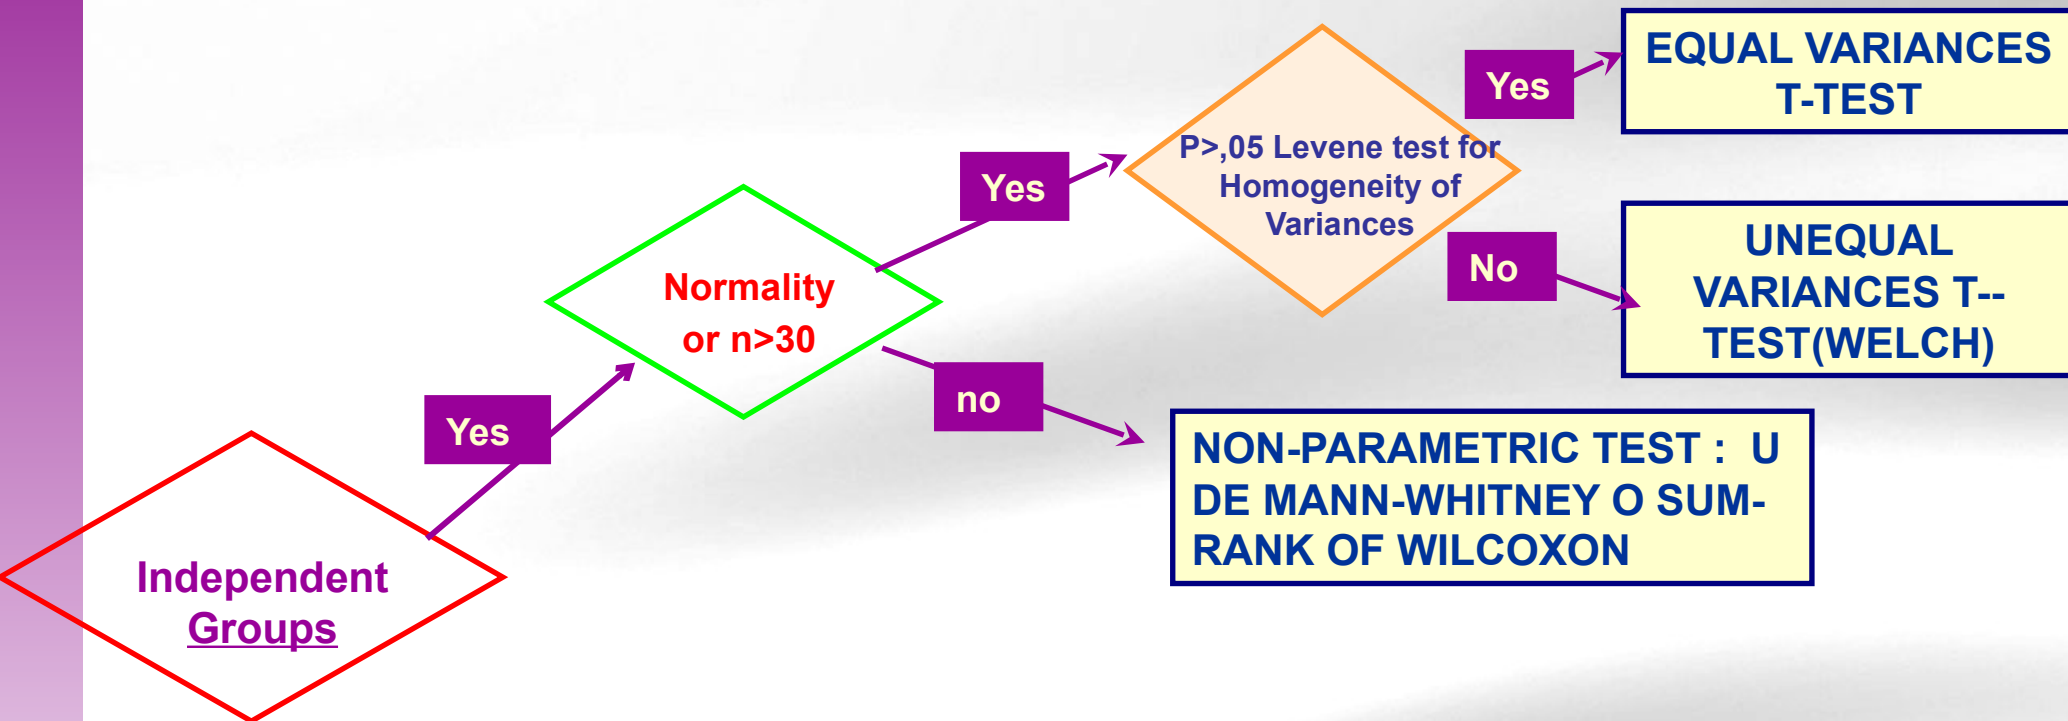 Independent
Groups
Yes
Normality
or n>30
Yes
no
P>,05 Levene test for
Homogeneity of
Variances
Yes
No
EQUAL VARIANCES
T-TEST
UNEQUAL
VARIANCES T--
TEST(WELCH)
NON-PARAMETRIC TEST : U
DE MANN-WHITNEY O SUM-
RANK OF WILCOXON